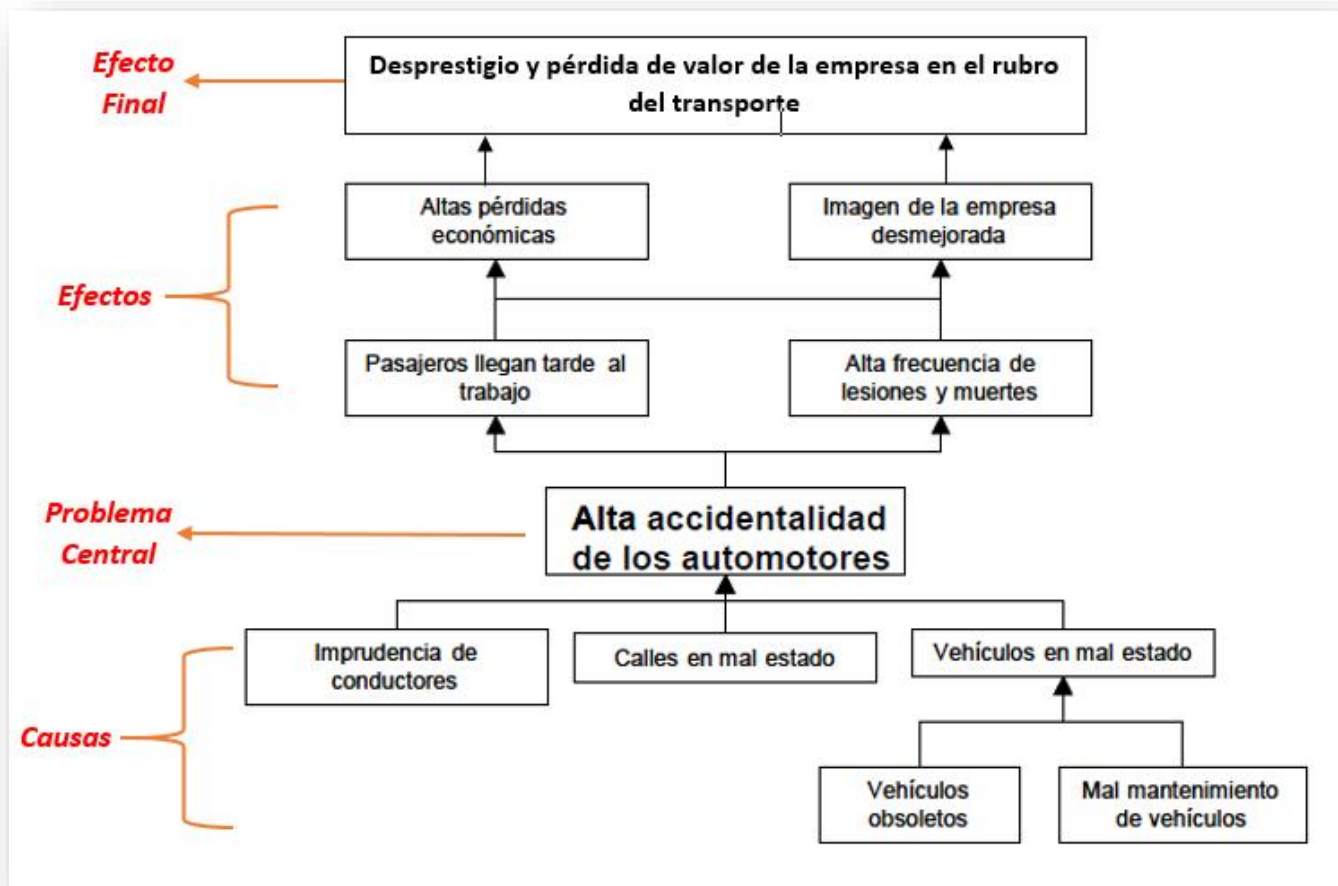 Efecto
Final
Desprestigio y pérdida de valor de la empresa en el rubro
del transporte
Efectos
Altas pérdidas
económicas
Imagen de la empresa
desmejorada
Pasajeros llegan tarde al
trabajo
Alta frecuencia de
lesiones y muertes
Problema
Central
Alta accidentalidad
de los automotores
Causas
Imprudencia de
conductores
Calles en mal estado
Vehículos en mal estado
Vehículos
obsoletos
Mal mantenimiento
de vehículos